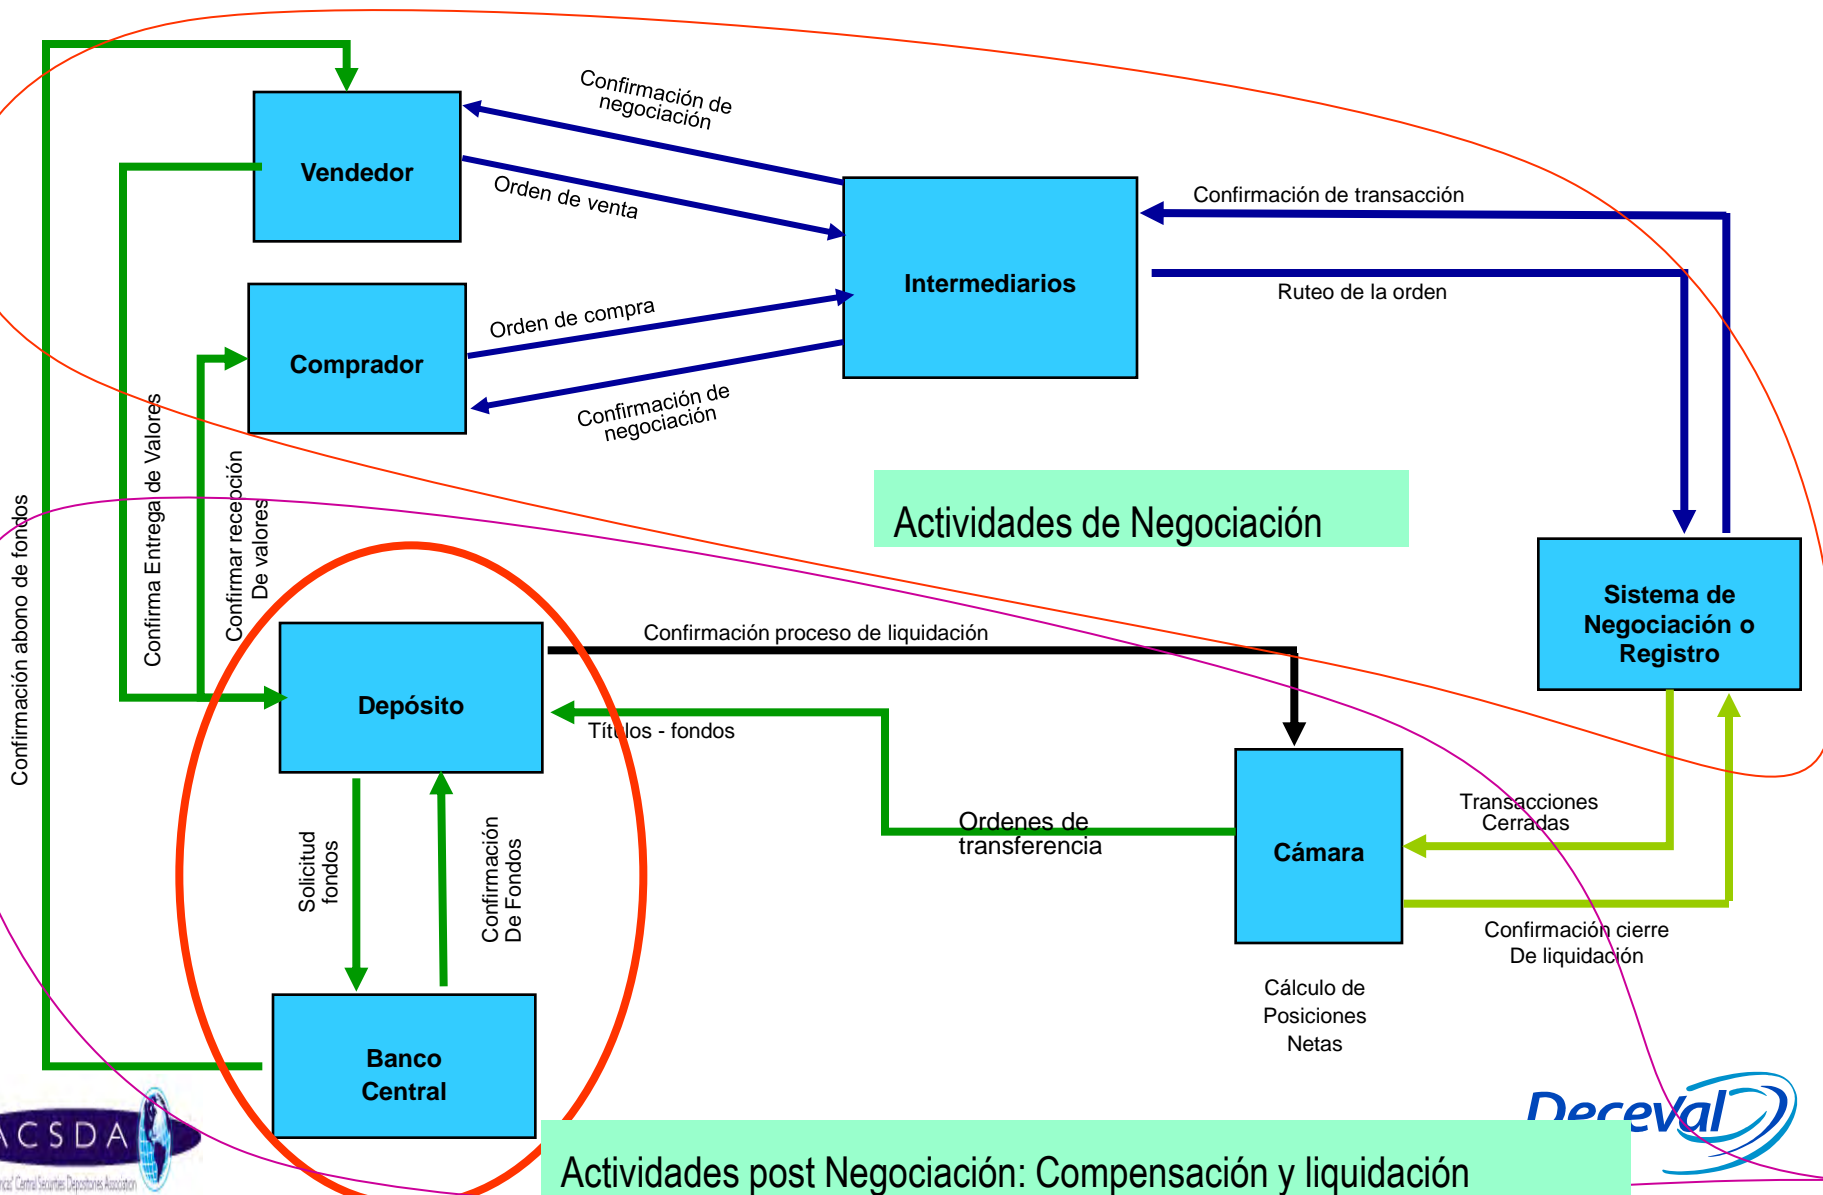 Confirmación de
negociación
Vendedor
Orden de venta
Confirmación de transacción
Intermediarios
Ruteo de la orden
Orden de compra
Comprador
Confirmación de
negociación
Confirmación abono de fondos
Confirma Entrega de Valores
Confirmar recepción
De valores
Actividades de Negociación
Sistema de
Negociación o
Registro
Confirmación proceso de liquidación
Depósito
Títulos - fondos
Transacciones
Cerradas
Ordenes de
transferencia
Cámara
Solicitud
fondos
Confirmación
De Fondos
Confirmación cierre
De liquidación
Cálculo de
Posiciones
Netas
Banco
Central
Deceval
ACSDA
Central Securities Depositories Association
Actividades post Negociación: Compensación y liquidación